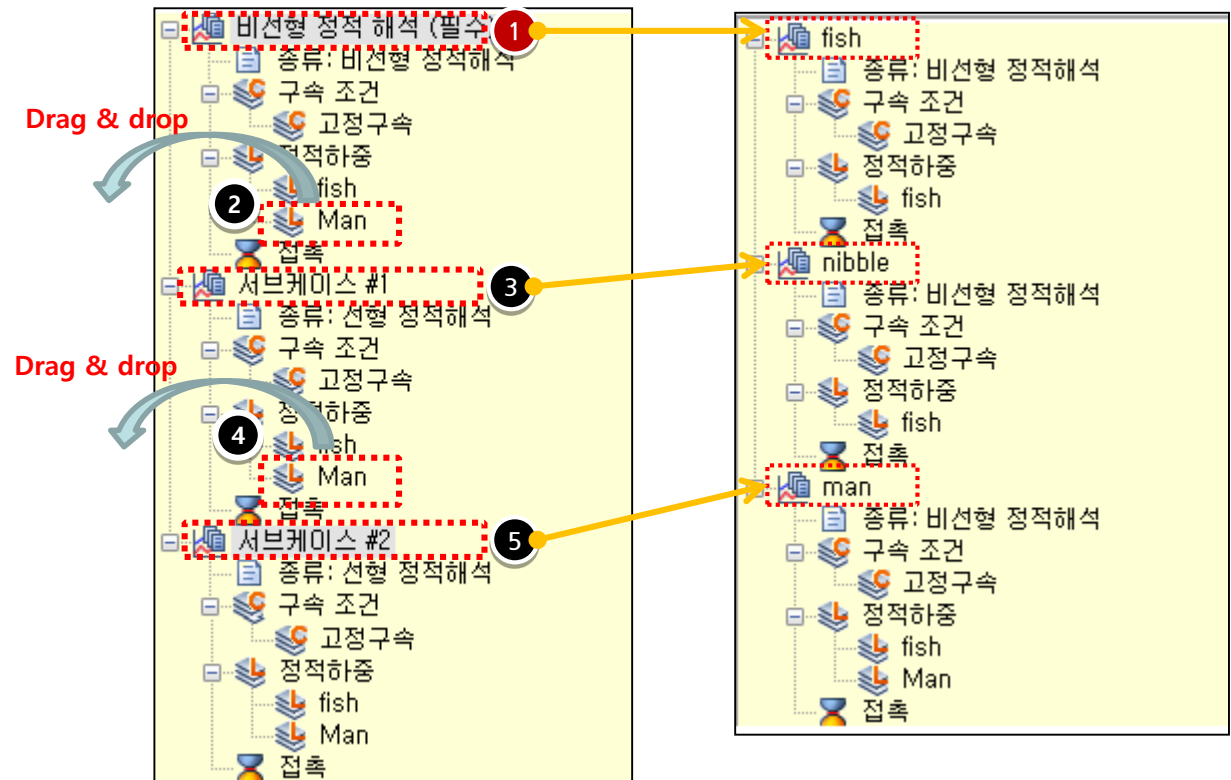 비선형 정적 해석 (필수
1
종류: 비선형 정적해석
구속 조건
고정구속
Drag & drop
정적하중
fish
2
Man
접촉
서브케이스 #1
3
종류: 선형 정적해석
구속 조건
고정구속
Drag & drop
정적하중
fish
4
Man
접촉
서브케이스 #2
5
종류: 선형 정적해석
구속 조건
고정구속
정적하중
fish
Man
접촉
fish
종류: 비선형 정적해석
구속 조건
고정구속
정적하중
fish
접촉
nibble
종류: 비선형 정적해석
구속 조건
고정구속
정적하중
fish
접촉
man
종류: 비선형 정적해석
구속 조건
고정구속
정적하중
fish
Man
접촉